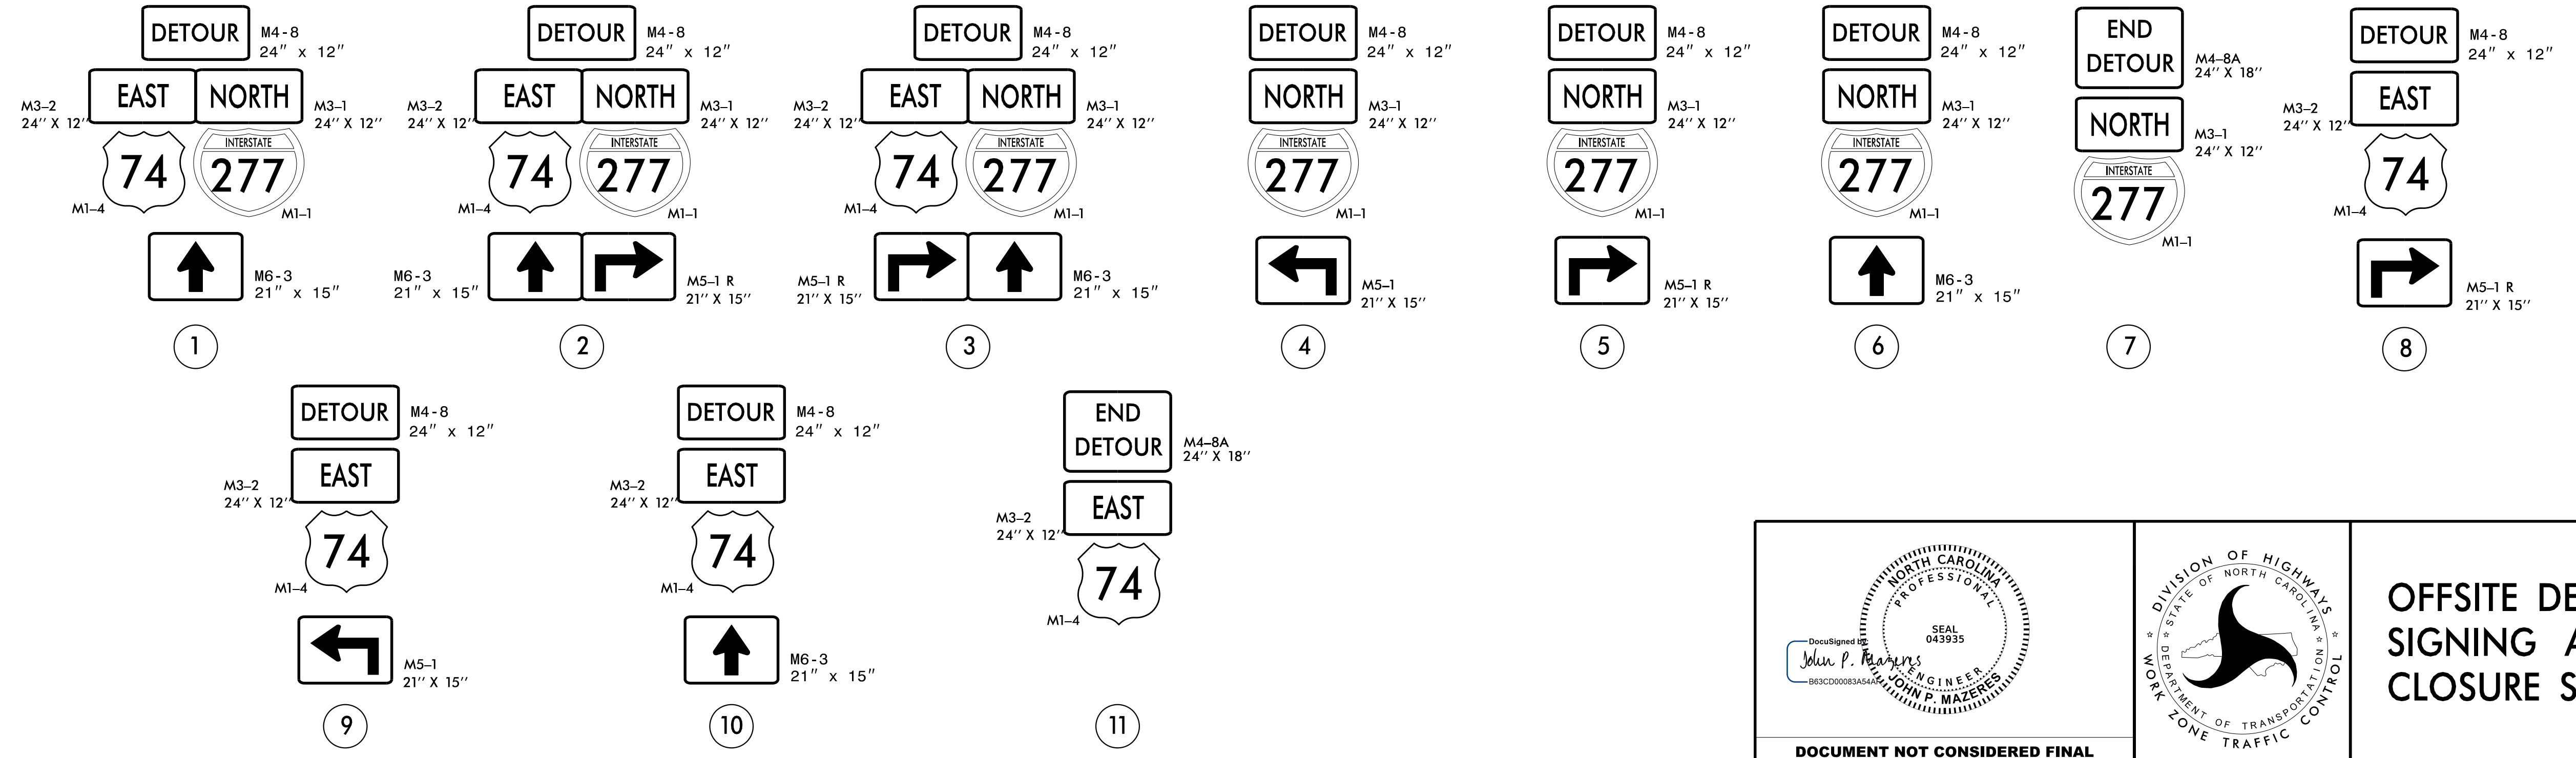 DETOUR
M4-8
24" x 12"
EAST
NORTH
M3–2
24'' X 12''
M3–1
24'' X 12''
74
INTERSTATE
277
M1–4
M1–1
M6-3
21" x 15"
1
DETOUR
M4-8
24" x 12"
EAST
NORTH
M3–2
24'' X 12''
M3–1
24'' X 12''
74
INTERSTATE
277
M1–4
M1–1
M6-3
21" x 15"
M5–1 R
21'' X 15''
2
DETOUR
M4-8
24" x 12"
EAST
NORTH
M3–2
24'' X 12''
M3–1
24'' X 12''
74
INTERSTATE
277
M1–4
M1–1
M5–1 R
21'' X 15''
M6-3
21" x 15"
3
DETOUR
M4-8
24" x 12"
NORTH
M3–1
24'' X 12''
INTERSTATE
277
M1–1
M5–1
21'' X 15''
4
DETOUR
M4-8
24" x 12"
NORTH
M3–1
24'' X 12''
INTERSTATE
277
M1–1
M5–1 R
21'' X 15''
5
DETOUR
M4-8
24" x 12"
NORTH
M3–1
24'' X 12''
INTERSTATE
277
M1–1
M6-3
21" x 15"
6
END
DETOUR
M4–8A
24'' X 18''
NORTH
M3–1
24'' X 12''
INTERSTATE
277
M1–1
7
DETOUR
M4-8
24" x 12"
EAST
M3–2
24'' X 12''
74
M1–4
M5–1 R
21'' X 15''
8
DETOUR
M4-8
24" x 12"
EAST
M3–2
24'' X 12''
74
M1–4
M5–1
21'' X 15''
9
DETOUR
M4-8
24" x 12"
EAST
M3–2
24'' X 12''
74
M1–4
M6-3
21" x 15"
10
END
DETOUR
M4–8A
24'' X 18''
EAST
M3–2
24'' X 12''
74
M1–4
11
NORTH CAROLINA
PROFESSIONAL
SEAL
043935
ENGINEER
JOHN P. MAZERES
DocuSigned by:
John P. Mazeres
B63CD00083A54A
DOCUMENT NOT CONSIDERED FINAL
DIVISION OF HIGHWAYS
STATE OF NORTH CAROLINA
DEPARTMENT OF TRANSPORTATION
WORK ZONE TRAFFIC CONTROL
OFFSITE DE
SIGNING A
CLOSURE S